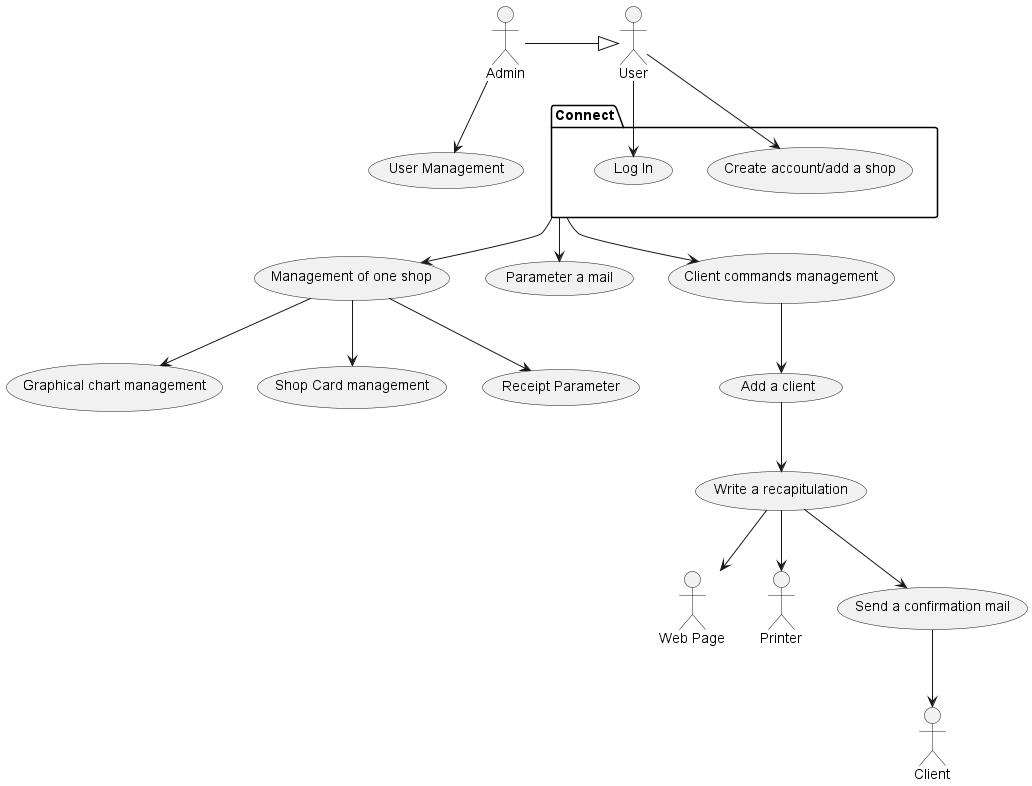 Admin
User
Connect
User Management
Log In
Create account/add a shop
Management of one shop
Parameter a mail
Client commands management
Graphical chart management
Shop Card management
Receipt Parameter
Add a client
Write a recapitulation
Web Page
Printer
Send a confirmation mail
Client